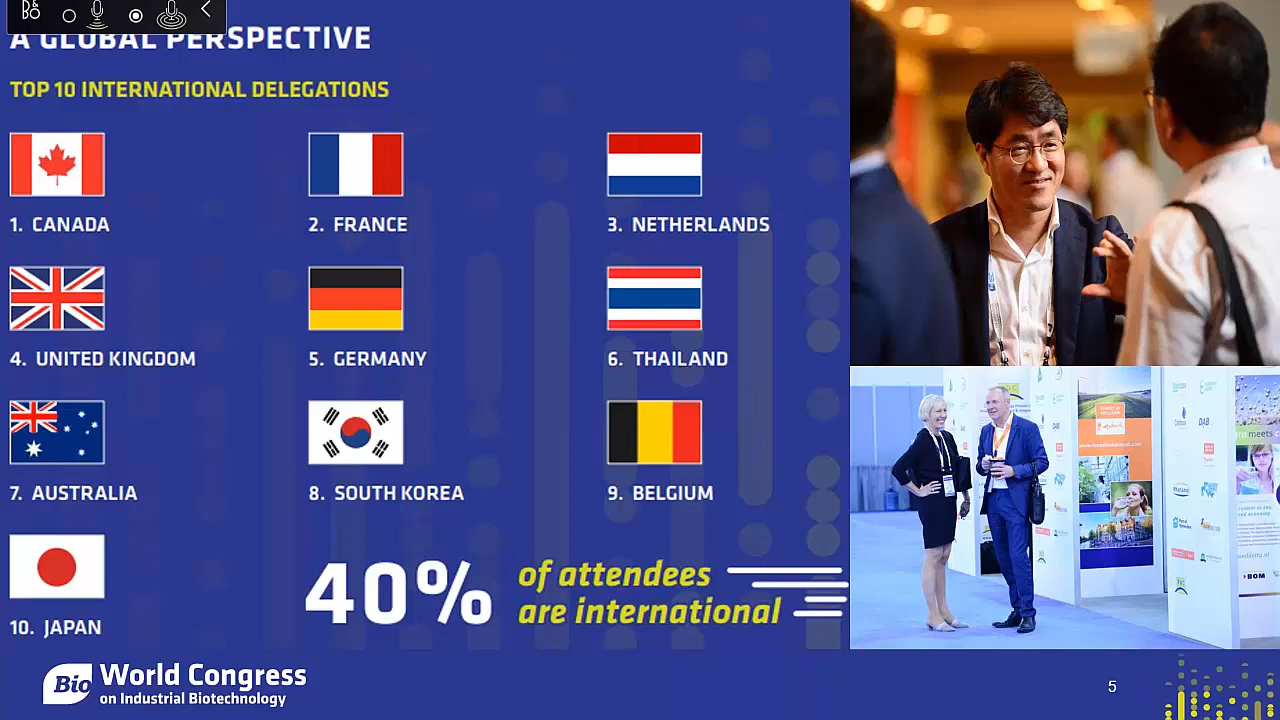 A GLOBAL PERSPECTIVE
TOP 10 INTERNATIONAL DELEGATIONS
1. CANADA
2. FRANCE
3. NETHERLANDS
4. UNITED KINGDOM
5. GERMANY
6. THAILAND
7. AUSTRALIA
8. SOUTH KOREA
9. BELGIUM
10. JAPAN
40%
of attendees
are international
DAB
BOM
Bio
World Congress
on Industrial Biotechnology
5